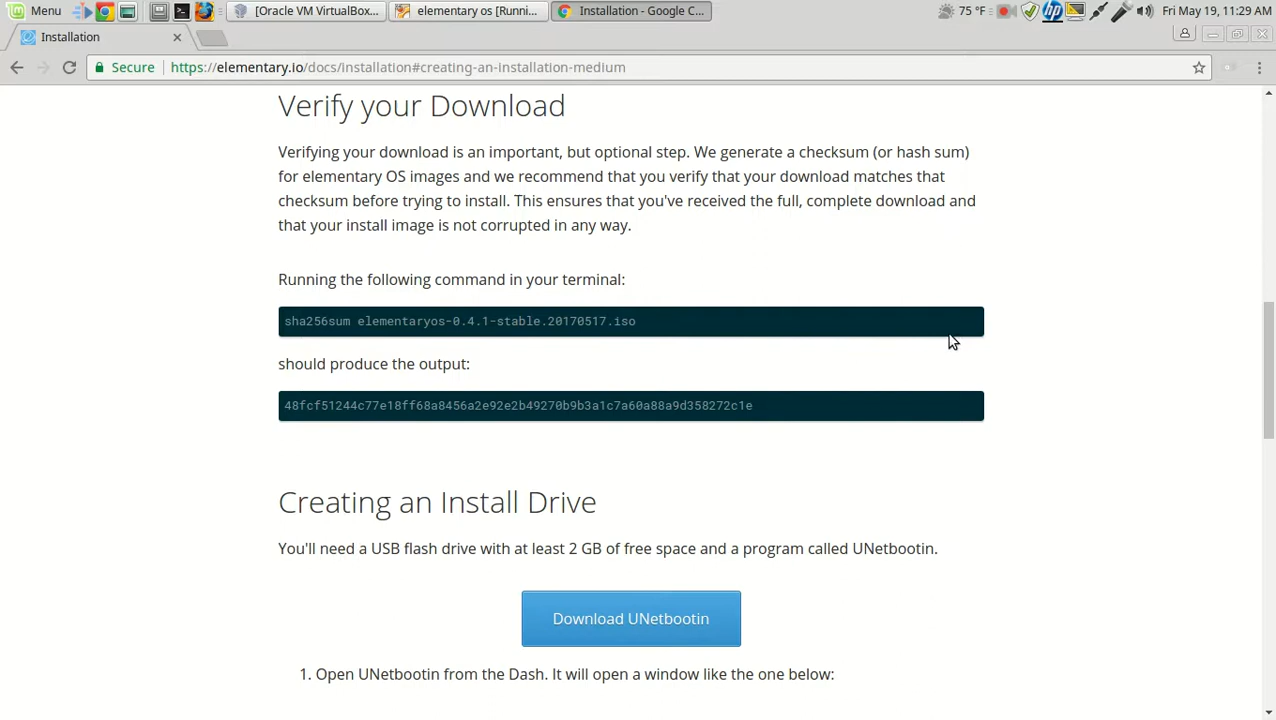 Menu
[Oracle VM VirtualBox...
elementary os [Runni...
Installation - Google C...
75 °F
hp
Fri May 19, 11:29 AM
Installation
Secure
https://elementary.io/docs/installation#creating-an-installation-medium
Verify your Download
Verifying your download is an important, but optional step. We generate a checksum (or hash sum)
for elementary OS images and we recommend that you verify that your download matches that
checksum before trying to install. This ensures that you've received the full, complete download and
that your install image is not corrupted in any way.
Running the following command in your terminal:
sha256sum elementaryos-0.4.1-stable.20170517.iso
should produce the output:
48fcf51244c77e18ff68a8456a2e92e2b49270b9b3a1c7a60a88a9d358272c1e
Creating an Install Drive
You'll need a USB flash drive with at least 2 GB of free space and a program called UNetbootin.
Download UNetbootin
1. Open UNetbootin from the Dash. It will open a window like the one below: